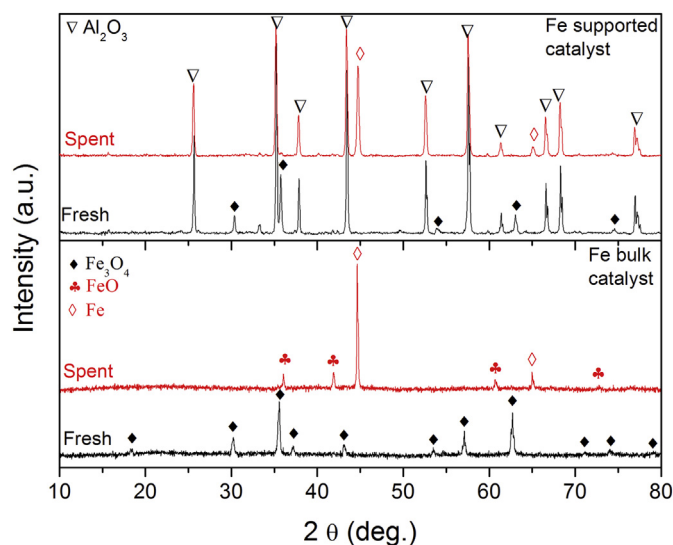 Al₂O₃
Fe supported
catalyst
Spent
Fresh
Fe₃O₄
FeO
Fe
Fe bulk
catalyst
Spent
Fresh
Intensity (a.u.)
10 20 30 40 50 60 70 80
2 θ (deg.)